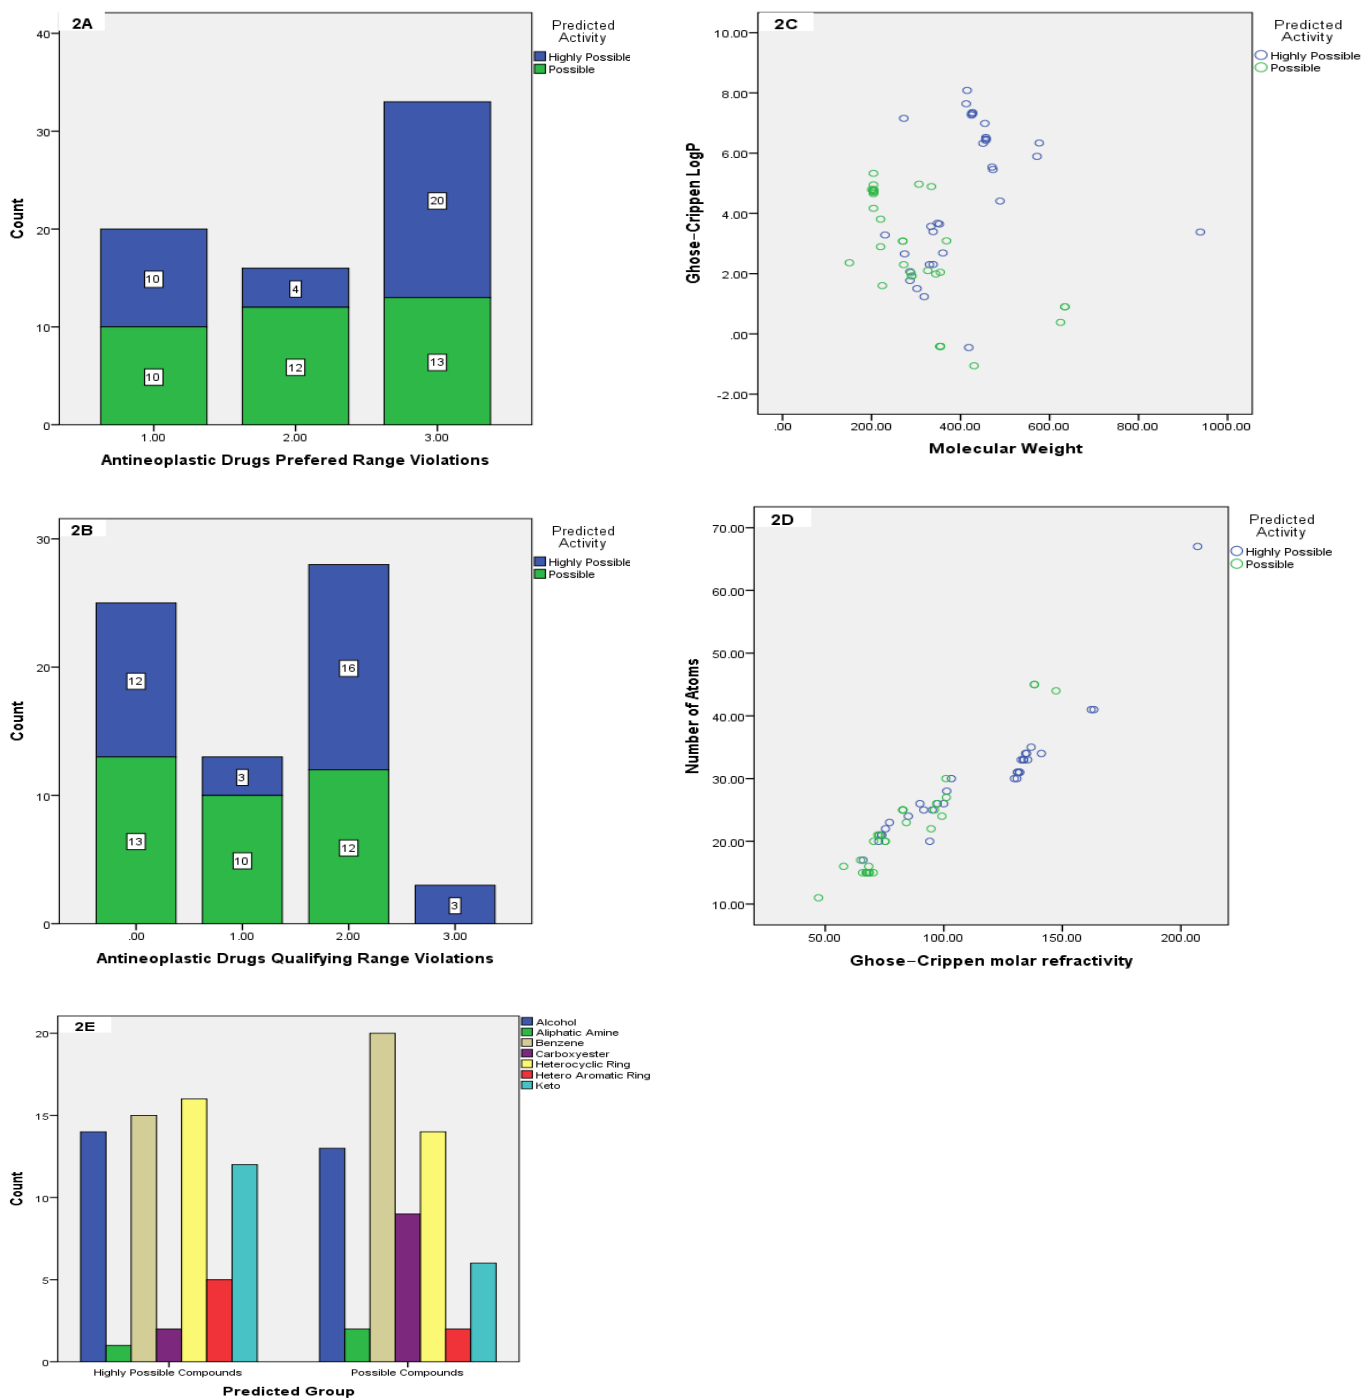 2A
Predicted
Activity
Highly Possible
Possible
40
30
20
10
0
Count
10
10
4
12
20
13
1.00
2.00
3.00
Antineoplastic Drugs Prefered Range Violations
2C
Predicted
Activity
Highly Possible
Possible
10.00
8.00
6.00
4.00
2.00
.00
-2.00
Ghose-Crippen LogP
.00
200.00
400.00
600.00
800.00
1000.00
Molecular Weight
2B
Predicted
Activity
Highly Possible
Possible
30
20
10
0
Count
12
13
3
10
16
12
3
.00
1.00
2.00
3.00
Antineoplastic Drugs Qualifying Range Violations
2D
Predicted
Activity
Highly Possible
Possible
70.00
60.00
50.00
40.00
30.00
20.00
10.00
Number of Atoms
50.00
100.00
150.00
200.00
Ghose-Crippen molar refractivity
2E
Alcohol
Aliphatic Amine
Benzene
Carboxyester
Heterocyclic Ring
Hetero Aromatic Ring
Keto
20
15
10
5
0
Count
Highly Possible Compounds
Possible Compounds
Predicted Group